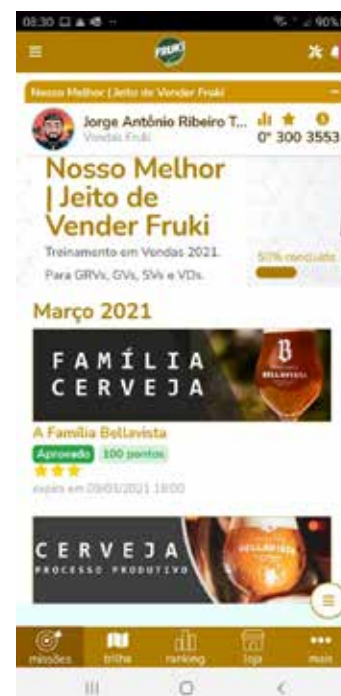 08:30 90%
FRUKI
Nosso Melhor | Jeito de Vender Fruki
Jorge Antônio Ribeiro T...
Vendas Fruki
0° 300 3553
Nosso Melhor
| Jeito de
Vender Fruki
Treinamento em Vendas 2021.
Para GRVs, GVs, SVs e VDs.
50% concluído
Março 2021
FAMÍLIA
CERVEJA
B
BELLAVISTA
A Família Bellavista
Aprovado 100 pontos
expira em 09/03/2021 18:00
CERVEJA
PROCESSO PRODUTIVO
BELLAVISTA
missões trilha ranking loja mais